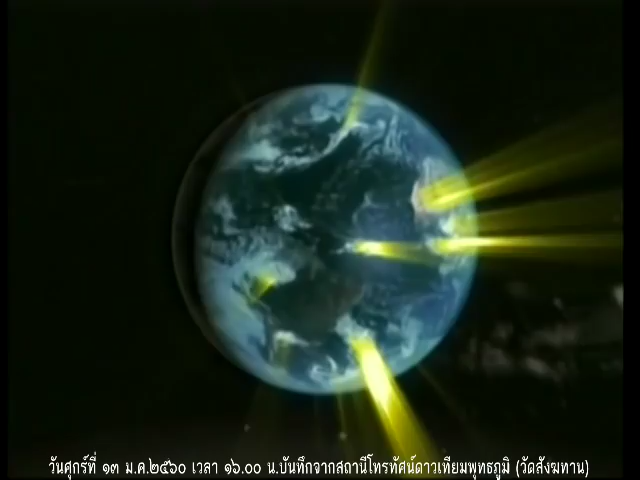 วันศุกร์ที่ ๑๓ ม.ค.๒๕๖๐ เวลา ๑๖.๐๐ น.บันทึกจากสถานีโทรทัศน์ดาวเทียมพุทธภูมิ (วัดสังฆทาน)